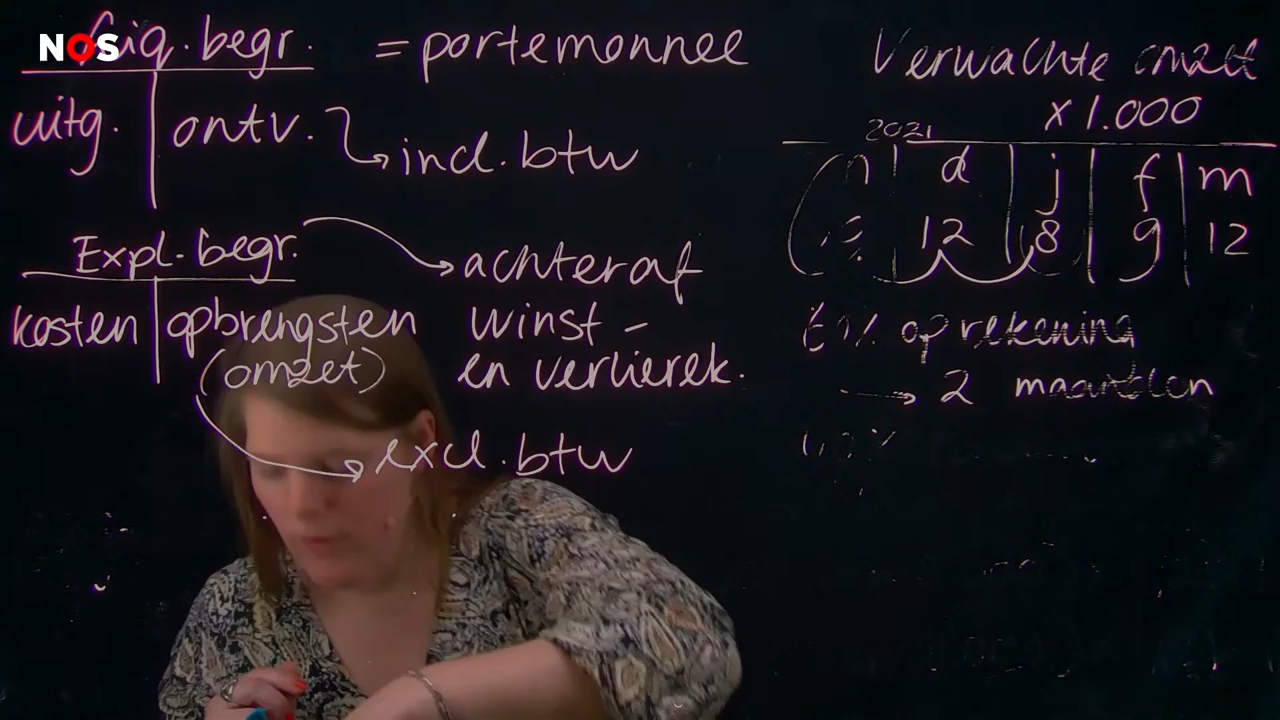 NOS
Liq. begr. = portemonnee
uitg. ontv.
incl. btw
Expl. begr.
achteraf
kosten opbrengsten winst -
(omzet) en verlierek.
excl. btw
Verwachte omzet
x 1.000
2021
n d j f m
12 8 9 12
op rekening
2 maanden